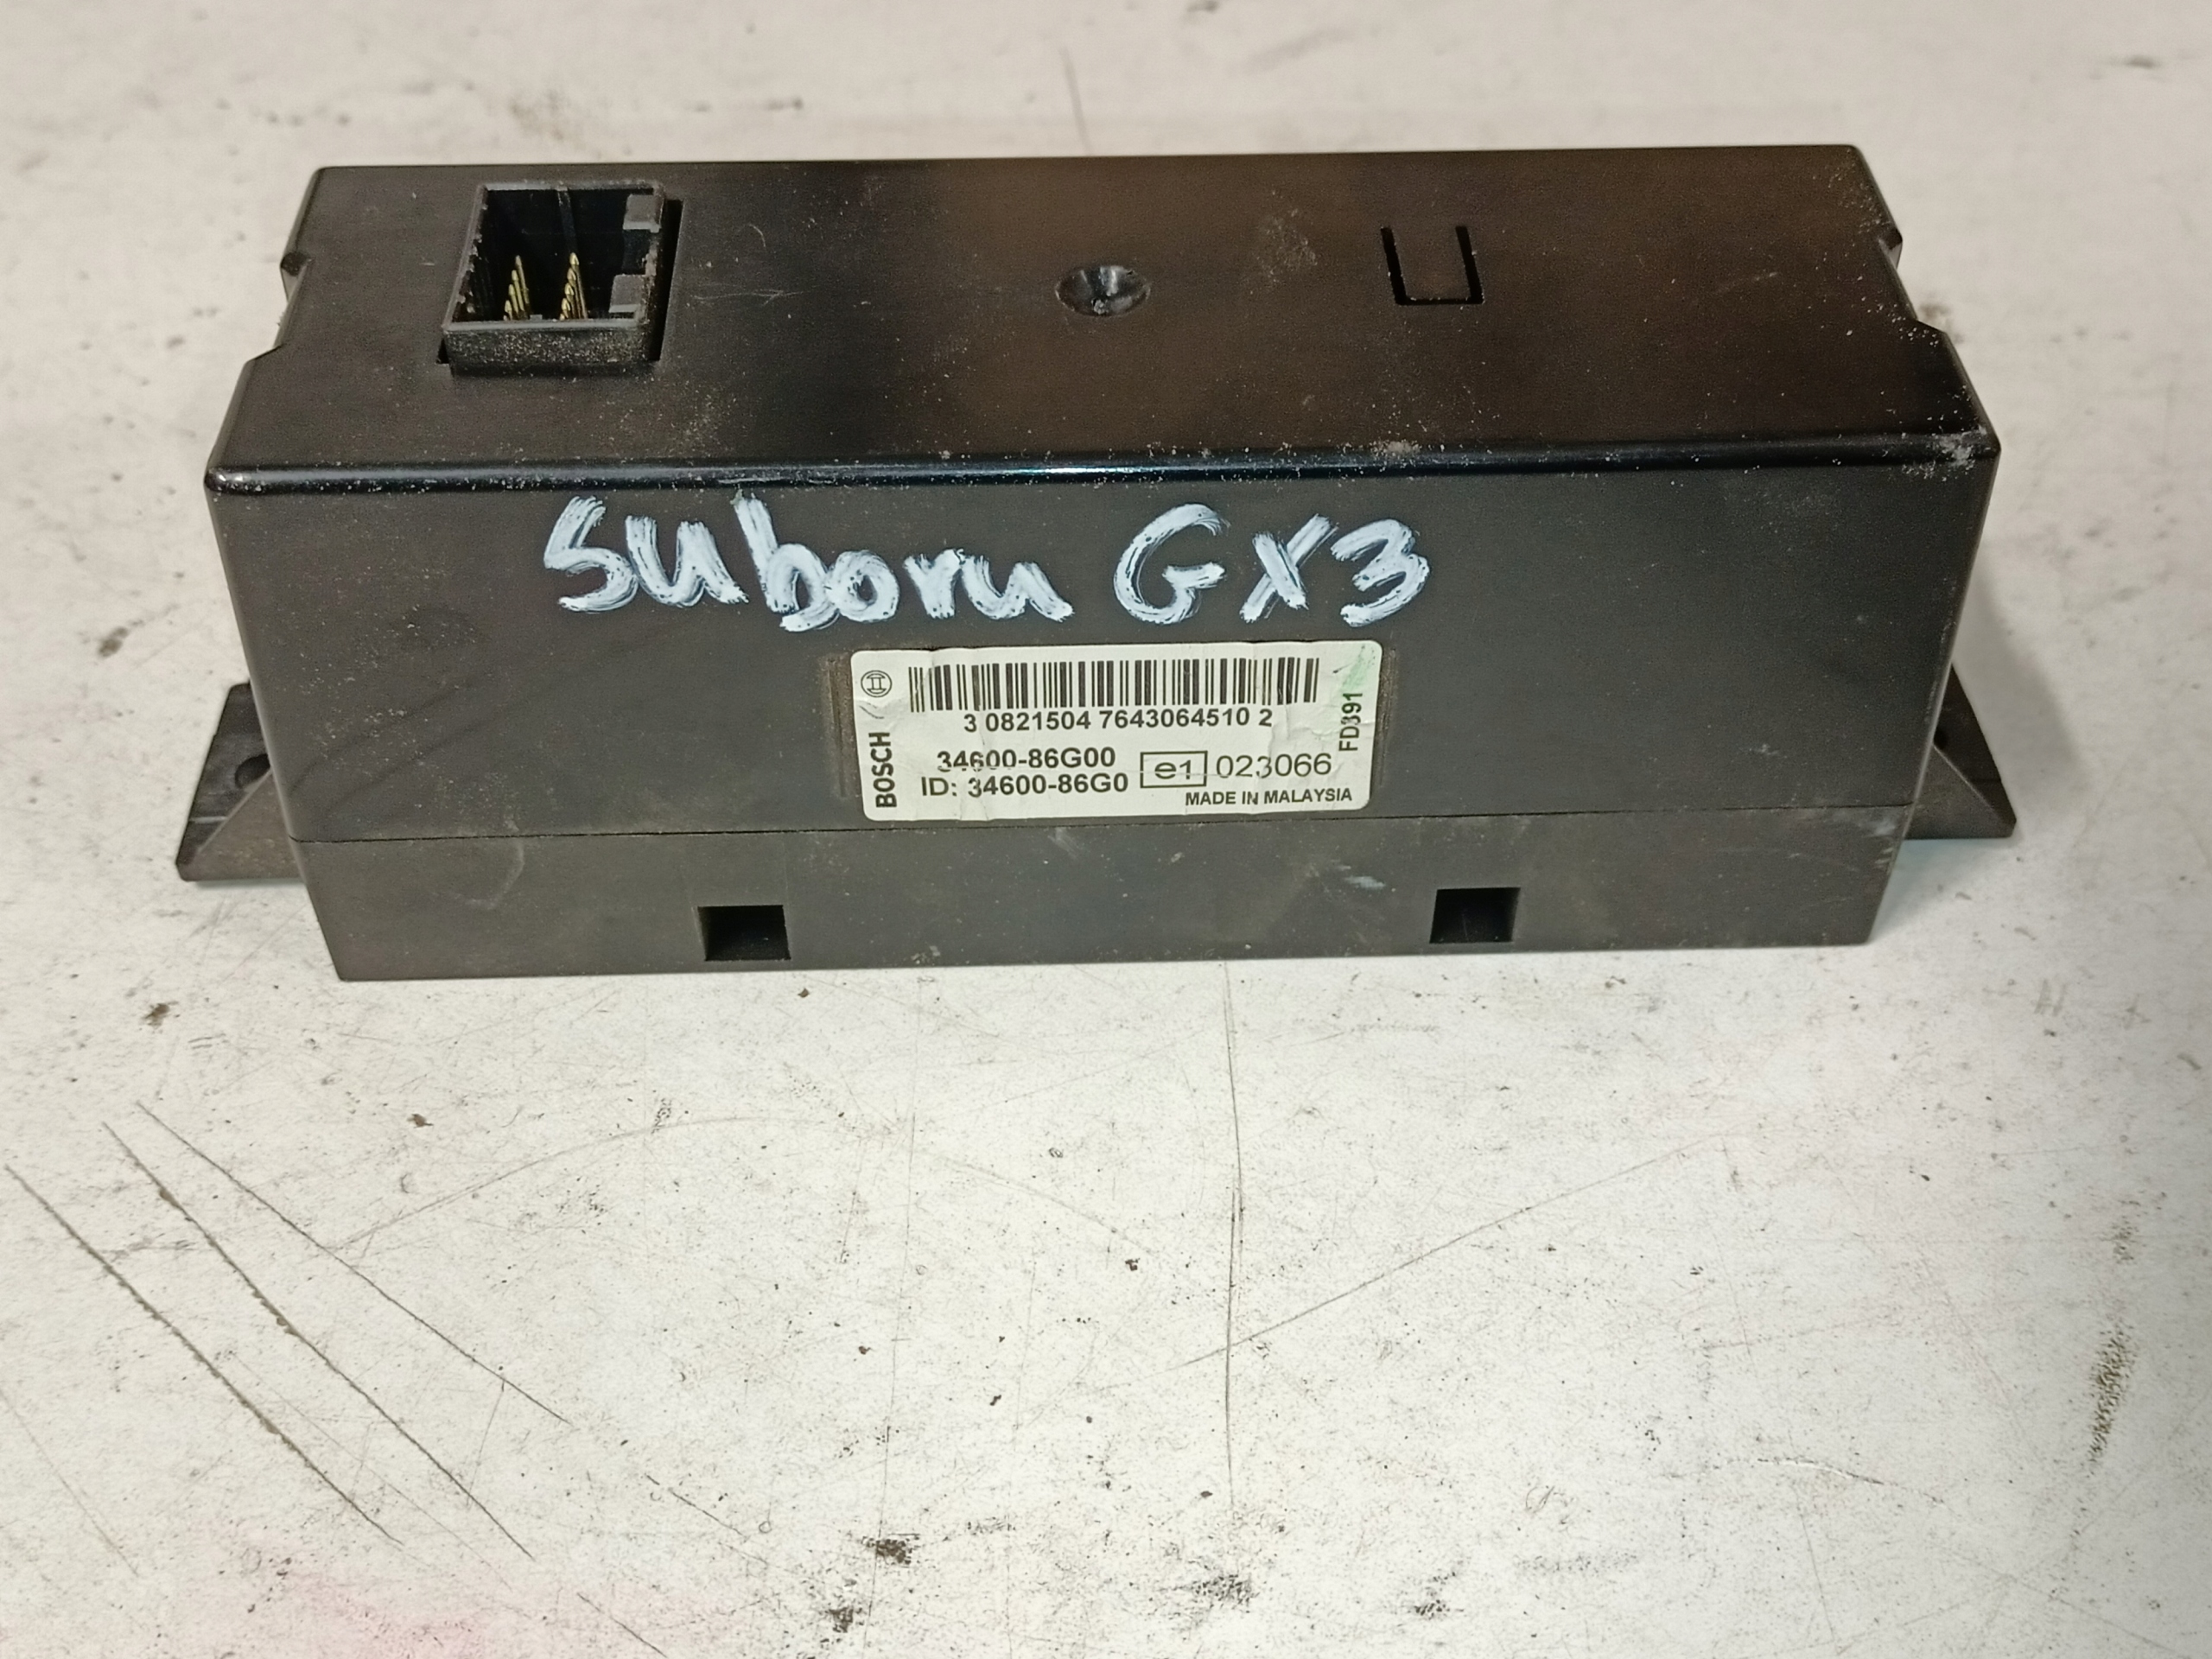 Suboru GX3
3 0821504 7643064510 2
34600-86G00
ID: 34600-86G0
e1 023066
MADE IN MALAYSIA
BOSCH
FD391